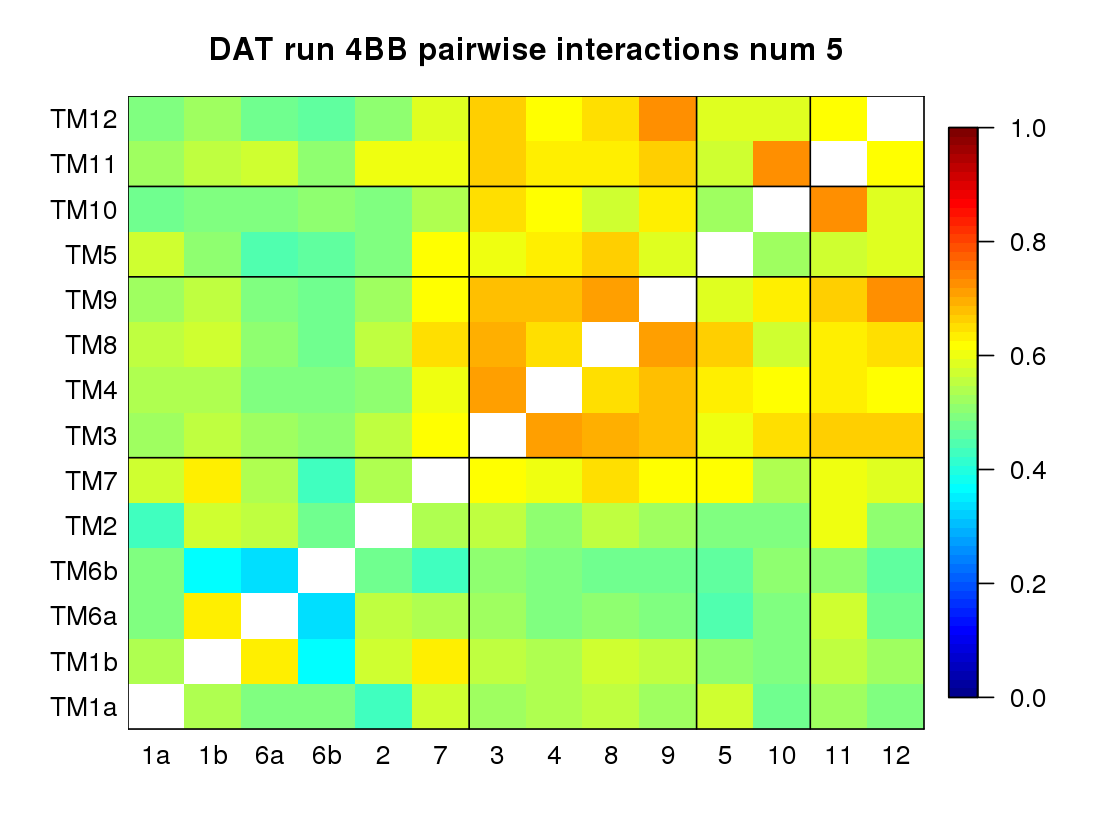 DAT run 4BB pairwise interactions num 5
TM12
TM11
TM10
TM5
TM9
TM8
TM4
TM3
TM7
TM2
TM6b
TM6a
TM1b
TM1a
1a 1b 6a 6b 2 7 3 4 8 9 5 10 11 12
1.0
0.8
0.6
0.4
0.2
0.0